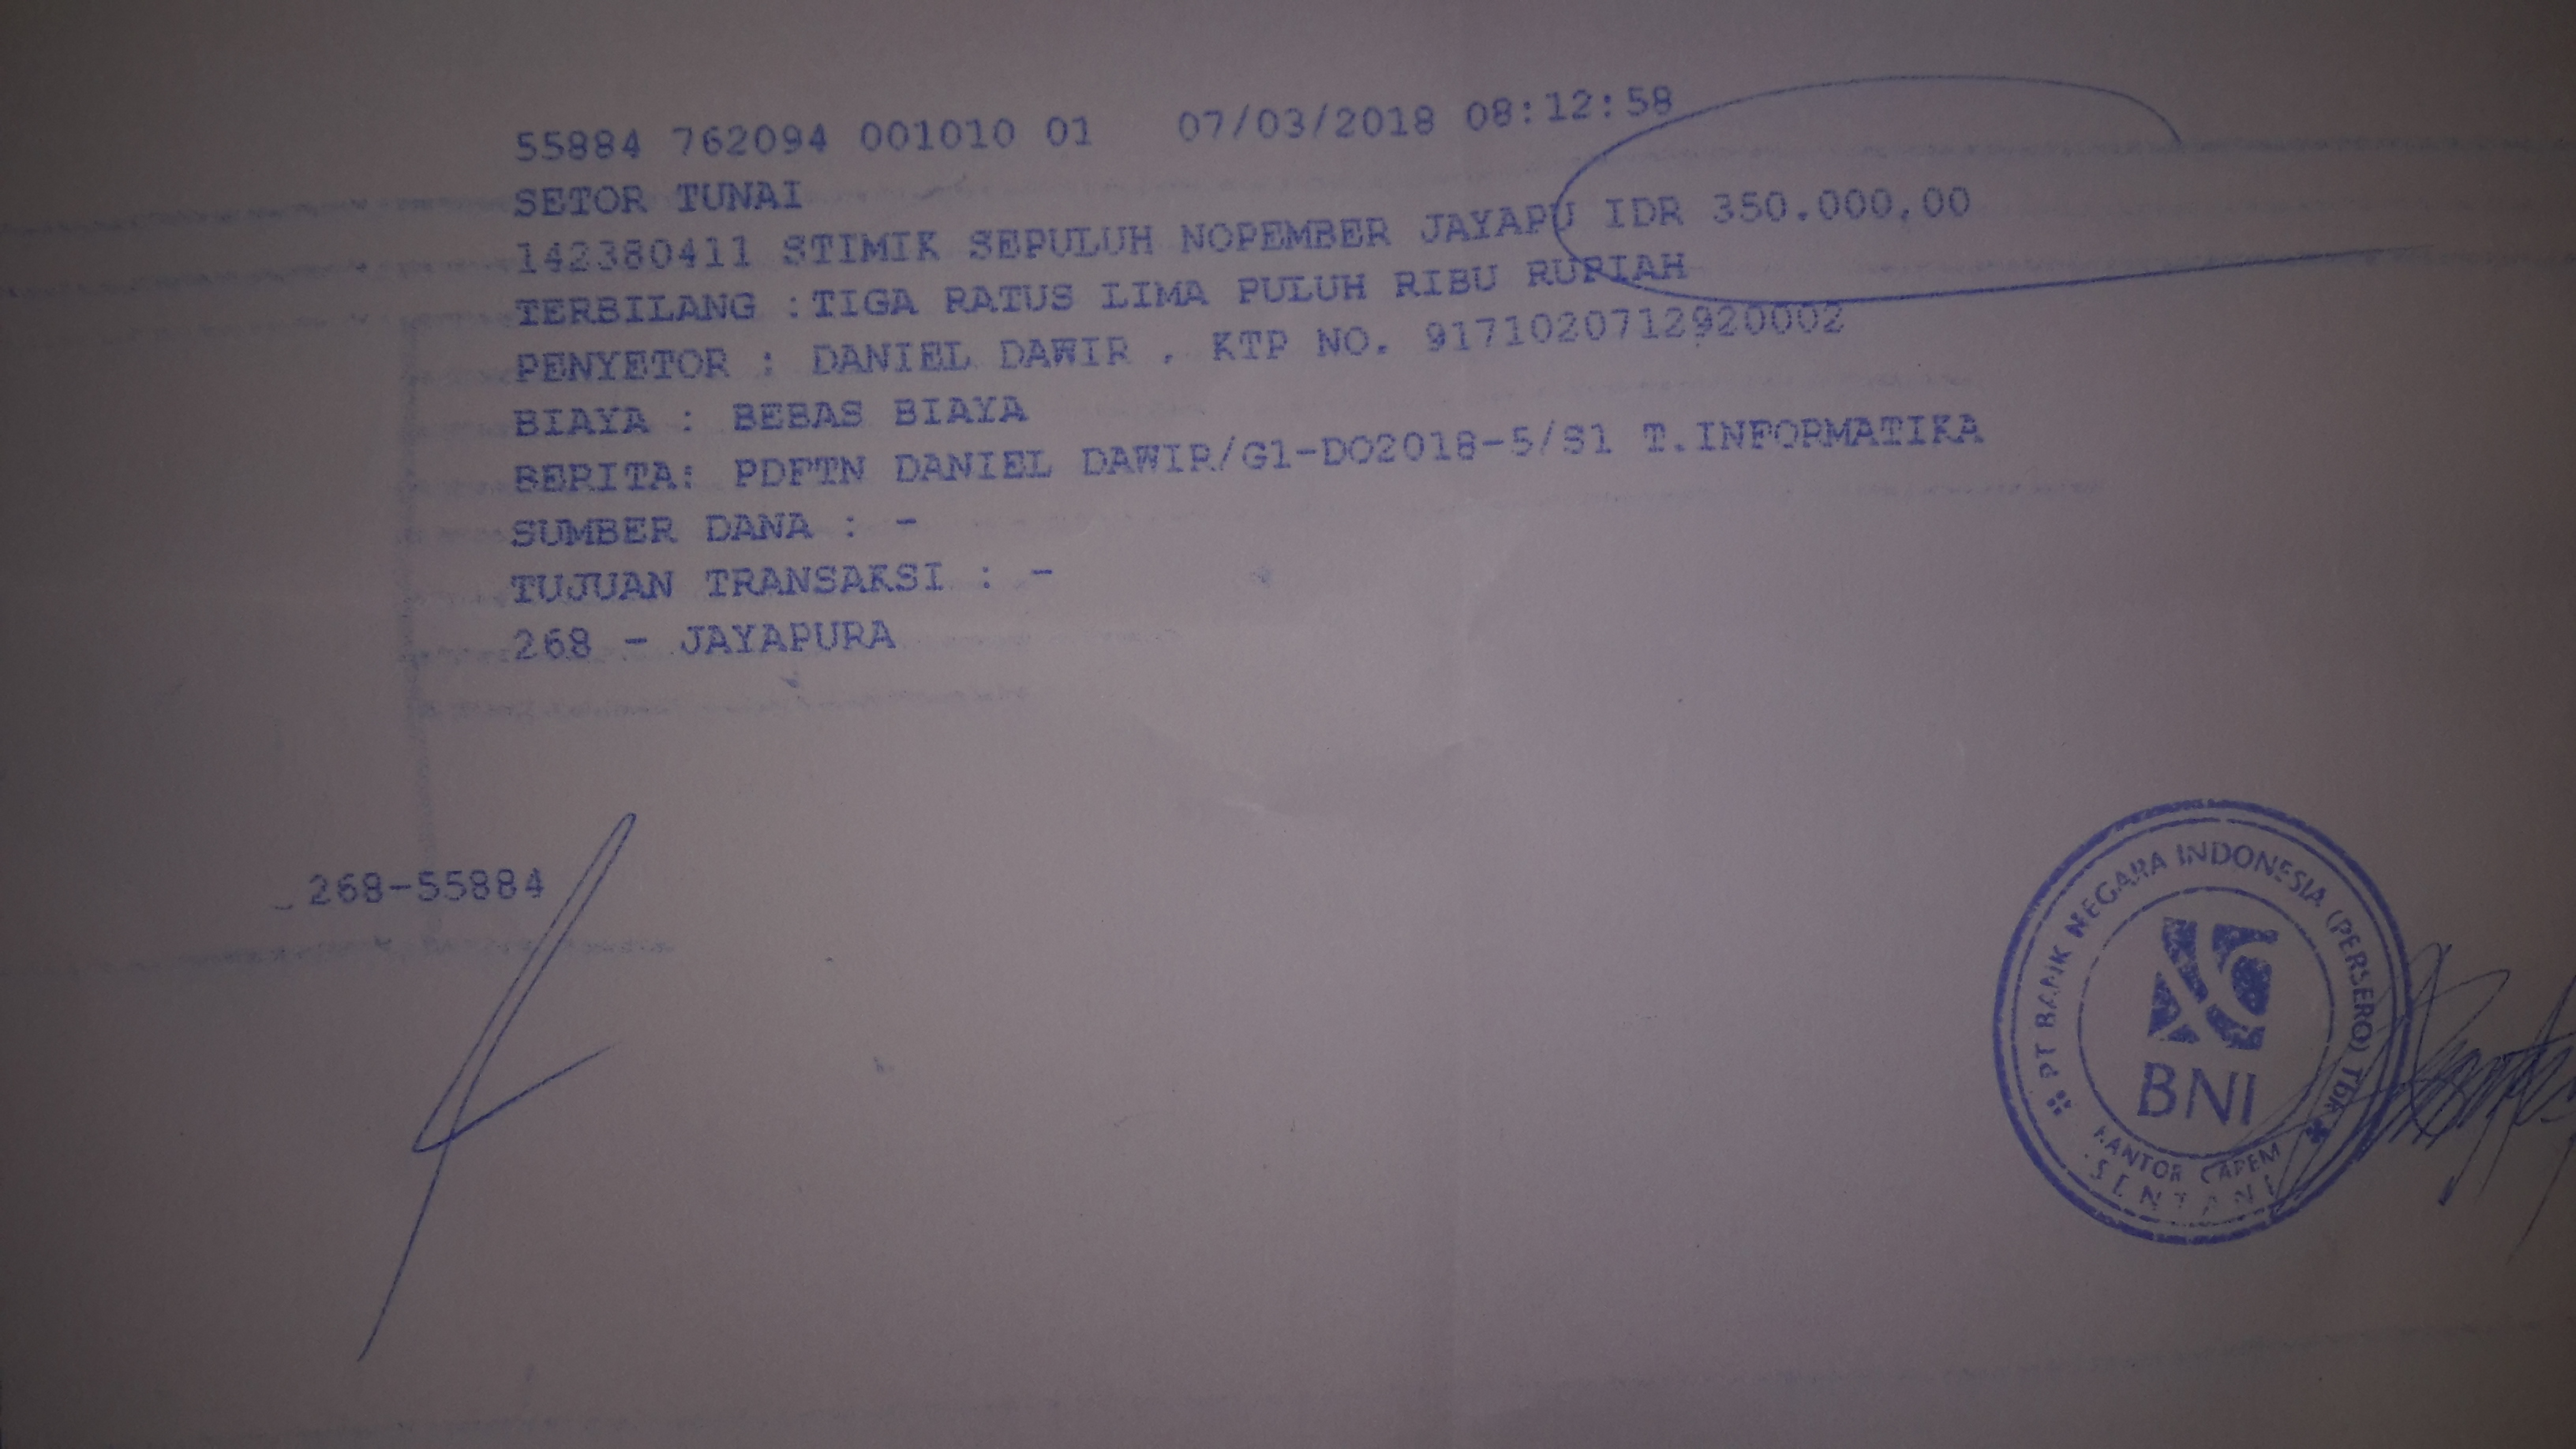 55884 762094 001010 01 07/03/2018 08:12:58
SETOR TUNAI
142380411 STIMIK SEPULUH NOPEMBER JAYAPU IDR 350.000,00
TERBILANG :TIGA RATUS LIMA PULUH RIBU RUPIAH
PENYETOR : DANIEL DAWIR , KTP NO. 9171020712920002
BIAYA : BEBAS BIAYA
BERITA: PDFTN DANIEL DAWIR/G1-DO2018-5/S1 T.INFORMATIKA
SUMBER DANA : -
TUJUAN TRANSAKSI : -
268 - JAYAPURA
268-55884
PT BANK NEGARA INDONESIA (PERSERO) Tbk
BNI
KANTOR CAPEM
SENTANI